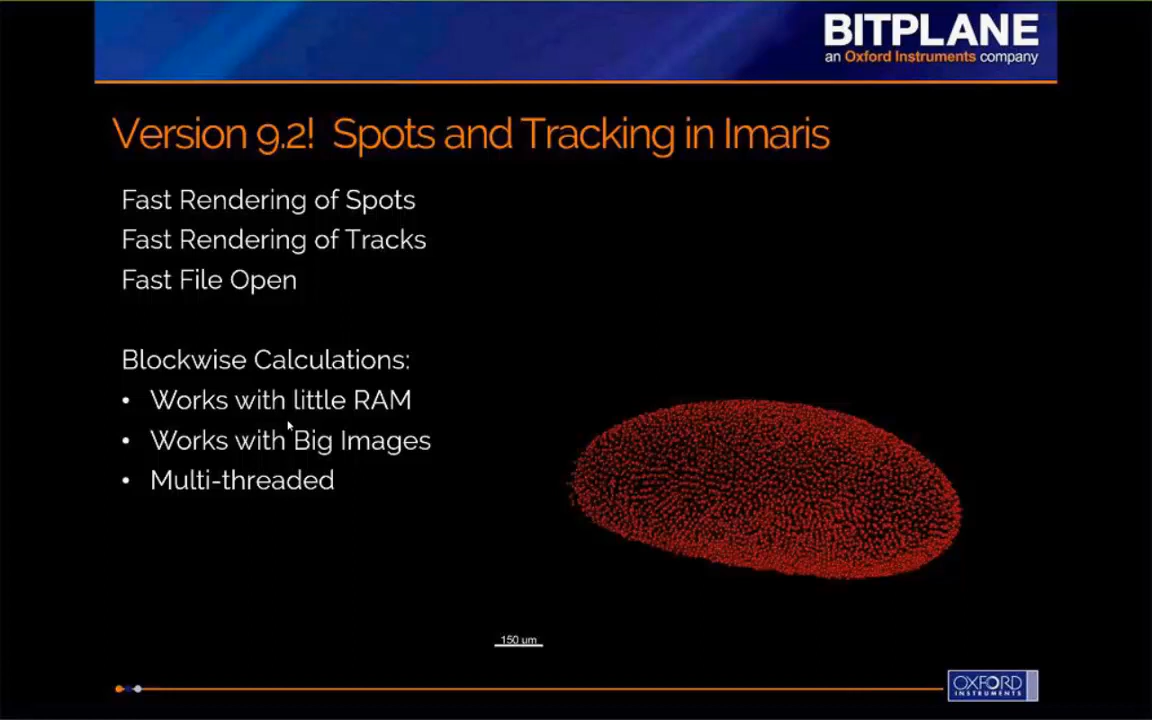 BITPLANE
an Oxford Instruments company
Version 9.2! Spots and Tracking in Imaris
Fast Rendering of Spots
Fast Rendering of Tracks
Fast File Open
Blockwise Calculations:
• Works with little RAM
• Works with Big Images
• Multi-threaded
150 um
OXFORD
INSTRUMENTS